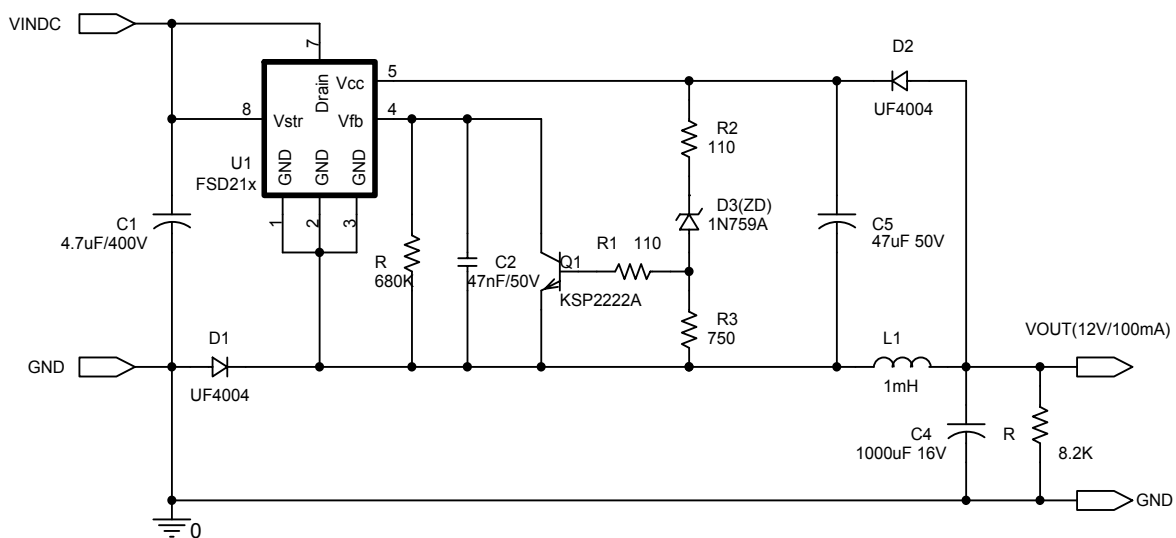 VINDC
7
D2
5
Drain
Vcc
UF4004
8
4
Vstr
Vfb
R2
110
U1
FSD21x
GND
GND
GND
D3(ZD)
1N759A
C1
4.7uF/400V
1
2
3
C5
47uF 50V
R1 110
R
680K
C2
47nF/50V
Q1
KSP2222A
R3
750
D1
L1
VOUT(12V/100mA)
GND
UF4004
1mH
C4
1000uF 16V
R
8.2K
GND
0